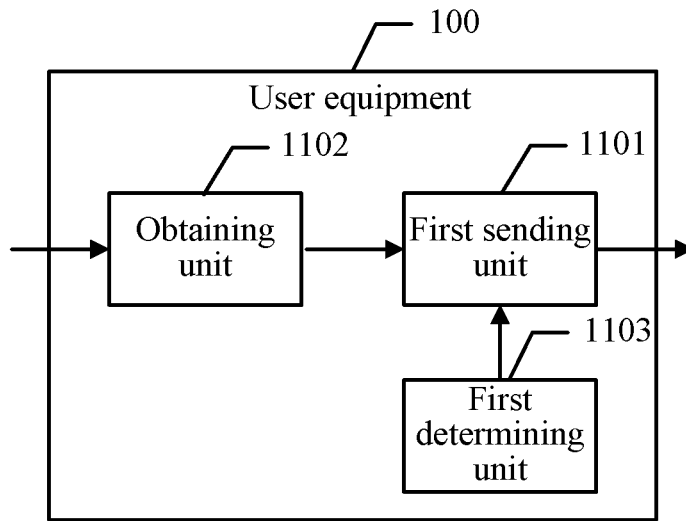 100
User equipment
1102
1101
Obtaining
unit
First sending
unit
1103
First
determining
unit